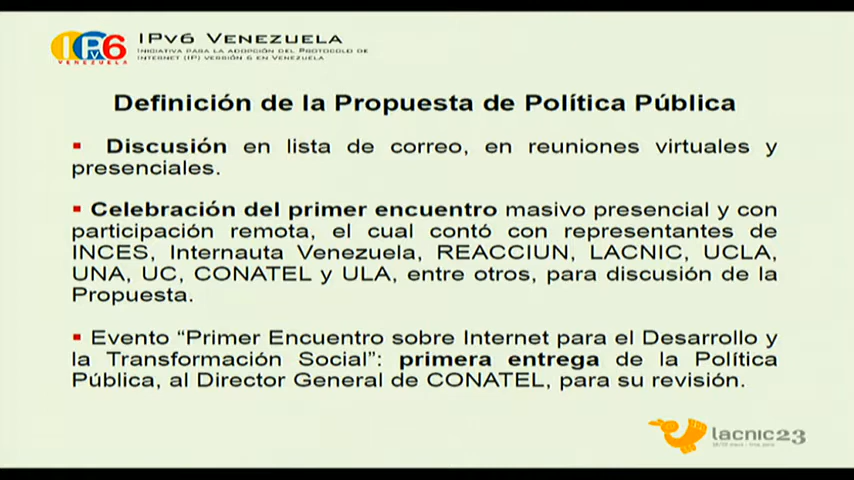 IPv6 VENEZUELA
INICIATIVA PARA LA ADOPCIÓN DEL PROTOCOLO DE
INTERNET (IP) VERSIÓN 6 EN VENEZUELA
IPv6
VENEZUELA
Definición de la Propuesta de Política Pública
▪ Discusión en lista de correo, en reuniones virtuales y
presenciales.
▪ Celebración del primer encuentro masivo presencial y con
participación remota, el cual contó con representantes de
INCES, Internauta Venezuela, REACCIUN, LACNIC, UCLA,
UNA, UC, CONATEL y ULA, entre otros, para discusión de la
Propuesta.
▪ Evento “Primer Encuentro sobre Internet para el Desarrollo y
la Transformación Social”: primera entrega de la Política
Pública, al Director General de CONATEL, para su revisión.
lacnic23